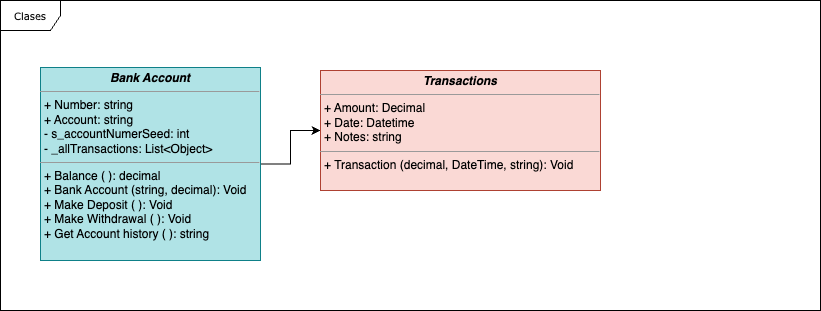 Clases
Bank Account
+ Number: string
+ Account: string
- s_accountNumerSeed: int
- _allTransactions: List<Object>
+ Balance ( ): decimal
+ Bank Account (string, decimal): Void
+ Make Deposit ( ): Void
+ Make Withdrawal ( ): Void
+ Get Account history ( ): string
Transactions
+ Amount: Decimal
+ Date: Datetime
+ Notes: string
+ Transaction (decimal, DateTime, string): Void